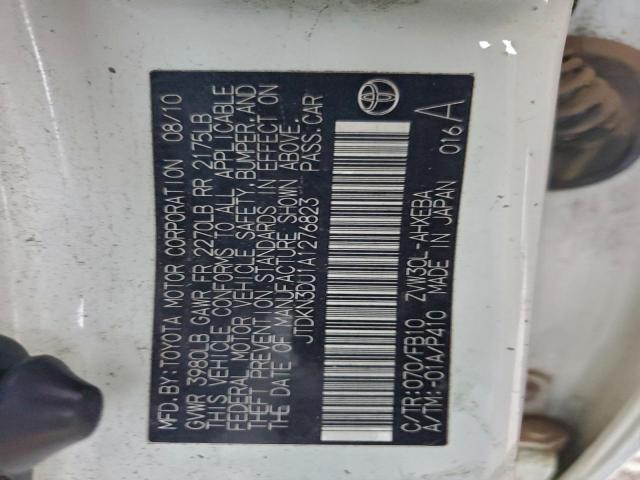 MFD.BY:TOYOTA MOTOR CORPORATION 08/10
GVWR 3980LB GAWR FR 2270LB RR 2175LB
THIS VEHICLE CONFORMS TO ALL APPLICABLE
FEDERAL MOTOR VEHICLE SAFETY, BUMPER, AND
THEFT PREVENTION STANDARDS IN EFFECT ON
THE DATE OF MANUFACTURE SHOWN ABOVE.
JTDKN3DU1A1276823 PASS.CAR
C/TR:070/FB10 ZVW30L-AHXEBA
A/TM:-01A/P410 MADE IN JAPAN 016 A